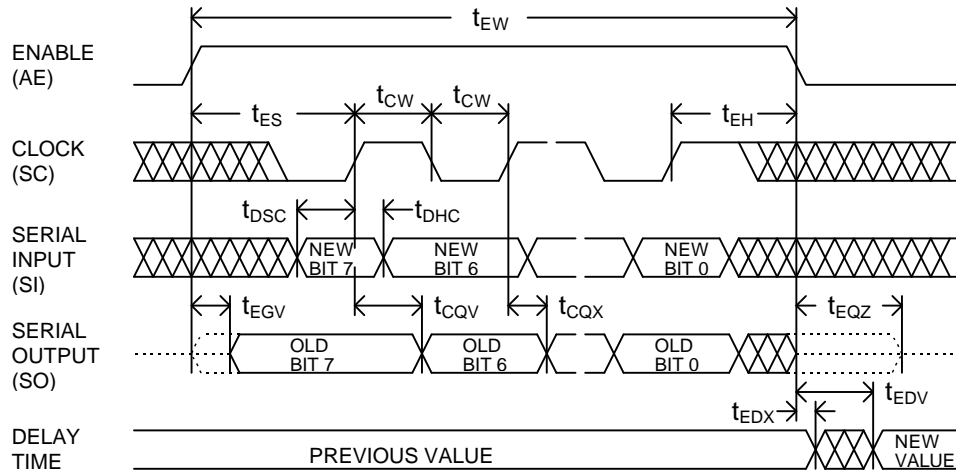 tEW
ENABLE
(AE)
tES
tCW
tCW
tEH
CLOCK
(SC)
tDSC
tDHC
SERIAL
INPUT
(SI)
NEW
BIT 7
NEW
BIT 6
NEW
BIT 0
tEGV
tCQV
tCQX
tEQZ
SERIAL
OUTPUT
(SO)
OLD
BIT 7
OLD
BIT 6
OLD
BIT 0
tEDX
tEDV
DELAY
TIME
PREVIOUS VALUE
NEW
VALUE